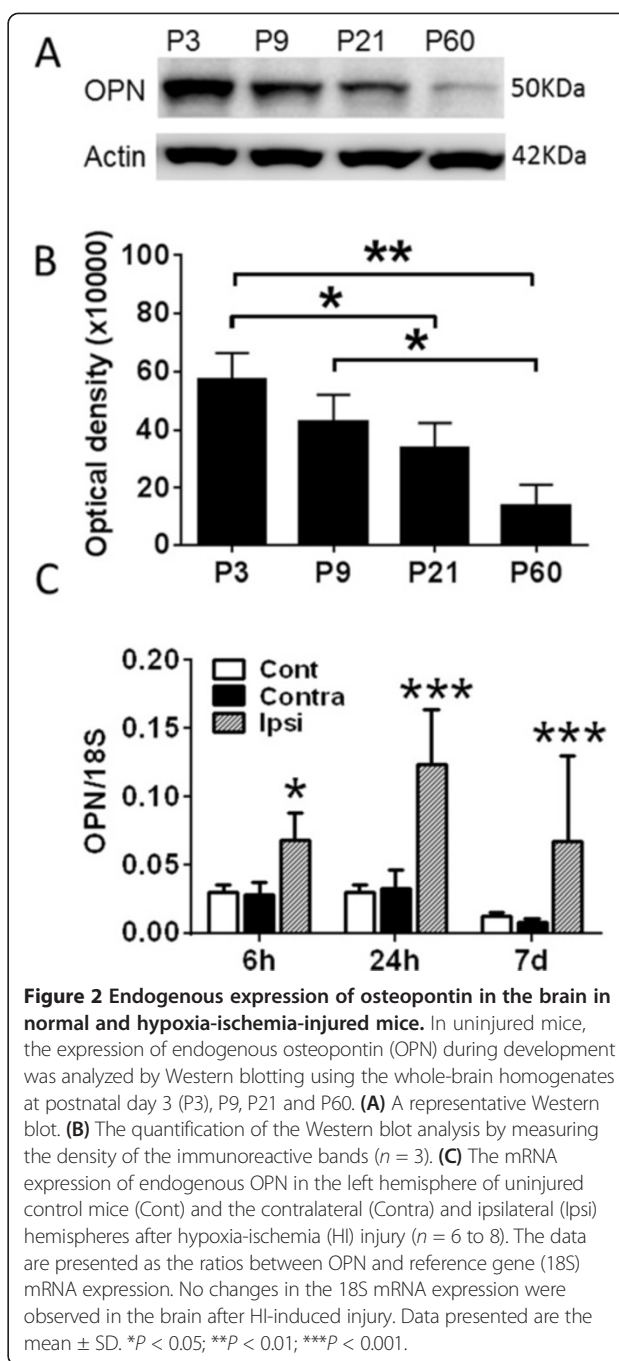 A
P3 P9 P21 P60
OPN 50KDa
Actin 42KDa
B
Optical density (x10000)
100
80
60
40
20
0
**
*
*
P3 P9 P21 P60
C
OPN/18S
0.20
0.15
0.10
0.05
0.00
Cont
Contra
Ipsi
*
***
***
6h 24h 7d
Figure 2 Endogenous expression of osteopontin in the brain in
normal and hypoxia-ischemia-injured mice. In uninjured mice,
the expression of endogenous osteopontin (OPN) during development
was analyzed by Western blotting using the whole-brain homogenates
at postnatal day 3 (P3), P9, P21 and P60. (A) A representative Western
blot. (B) The quantification of the Western blot analysis by measuring
the density of the immunoreactive bands (n = 3). (C) The mRNA
expression of endogenous OPN in the left hemisphere of uninjured
control mice (Cont) and the contralateral (Contra) and ipsilateral (Ipsi)
hemispheres after hypoxia-ischemia (HI) injury (n = 6 to 8). The data
are presented as the ratios between OPN and reference gene (18S)
mRNA expression. No changes in the 18S mRNA expression were
observed in the brain after HI-induced injury. Data presented are the
mean ± SD. *P < 0.05; **P < 0.01; ***P < 0.001.